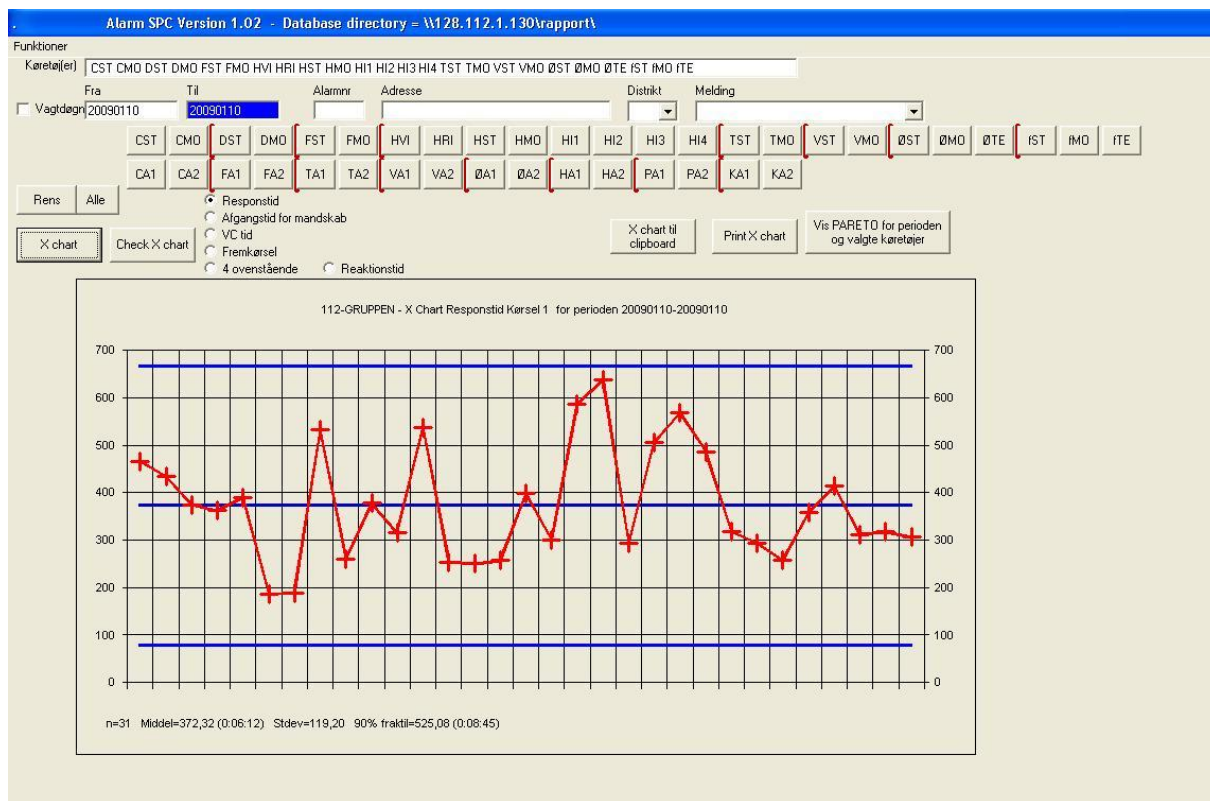 . Alarm SPC Version 1.02 - Database directory = \\128.112.1.130\rapport\
Funktioner
Køretøj(er) CST CMO DST DMO FST FMO HVI HRI HST HMO HI1 HI2 HI3 HI4 TST TMO VST VMO ØST ØMO ØTE fST fMO fTE
Fra Til Alarmnr Adresse Distrikt Melding
Vagtdøgn 20090110 20090110
CST CMO DST DMO FST FMO HVI HRI HST HMO HI1 HI2 HI3 HI4 TST TMO VST VMO ØST ØMO ØTE fST fMO fTE
CA1 CA2 FA1 FA2 TA1 TA2 VA1 VA2 ØA1 ØA2 HA1 HA2 PA1 PA2 KA1 KA2
Rens Alle
Responstid
Afgangstid for mandskab
VC tid
Fremkørsel
4 ovenstående Reaktionstid
X chart Check X chart
X chart til
clipboard
Print X chart
Vis PARETO for perioden
og valgte køretøjer
112-GRUPPEN - X Chart Responstid Kørsel 1 for perioden 20090110-20090110
700 700
600 600
500 500
400 400
300 300
200 200
100 100
0 0
n=31 Middel=372,32 (0:06:12) Stdev=119,20 90% fraktil=525,08 (0:08:45)